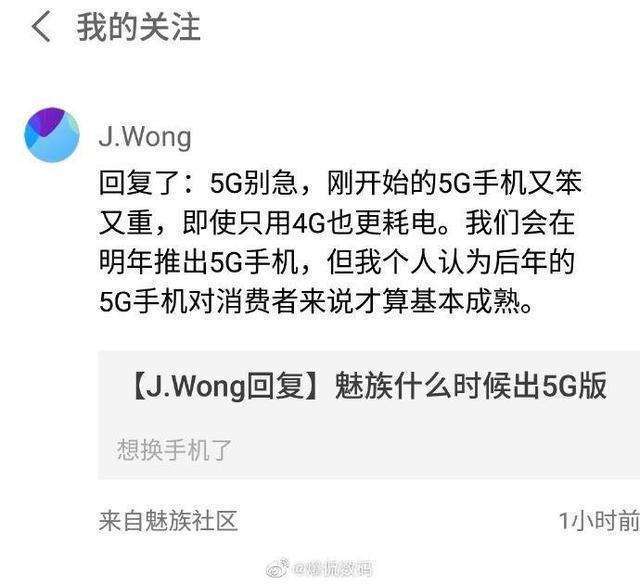 我的关注
J.Wong
回复了：5G别急，刚开始的5G手机又笨
又重，即使只用4G也更耗电。我们会在
明年推出5G手机，但我个人认为后年的
5G手机对消费者来说才算基本成熟。
【J.Wong回复】魅族什么时候出5G版
想换手机了
来自魅族社区
1小时前